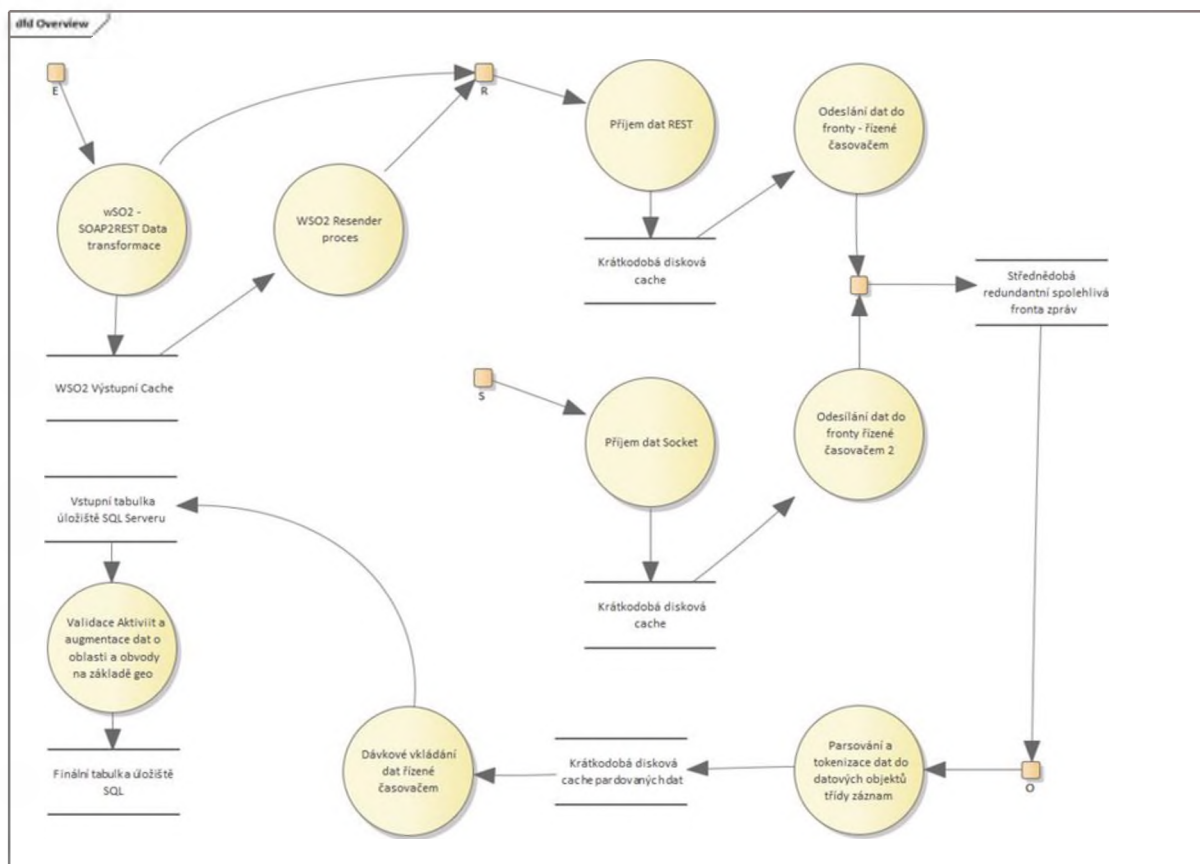 dfd Overview
E
R
Příjem dat REST
Odeslání dat do
fronty - řízené
časovačem
wSO2 -
SOAP2REST Data
transformace
WSO2 Resender
proces
Krátkodobá disková
cache
Střednědobá
redundantní spolehlivá
fronta zpráv
WSO2 Výstupní Cache
S
Příjem dat Socket
Odesílání dat do
fronty řízené
časovačem 2
Vstupní tabulka
úložiště SQL Serveru
Krátkodobá disková
cache
Validace Aktiviit a
augmentace dat o
oblasti a obvody
na základě geo
Finální tabulka úložiště
SQL
Dávkové vkládání
dat řízené
časovačem
Krátkodobá disková
cache pardovaných dat
Parsování a
tokenizace dat do
datových objektů
třídy záznam
O